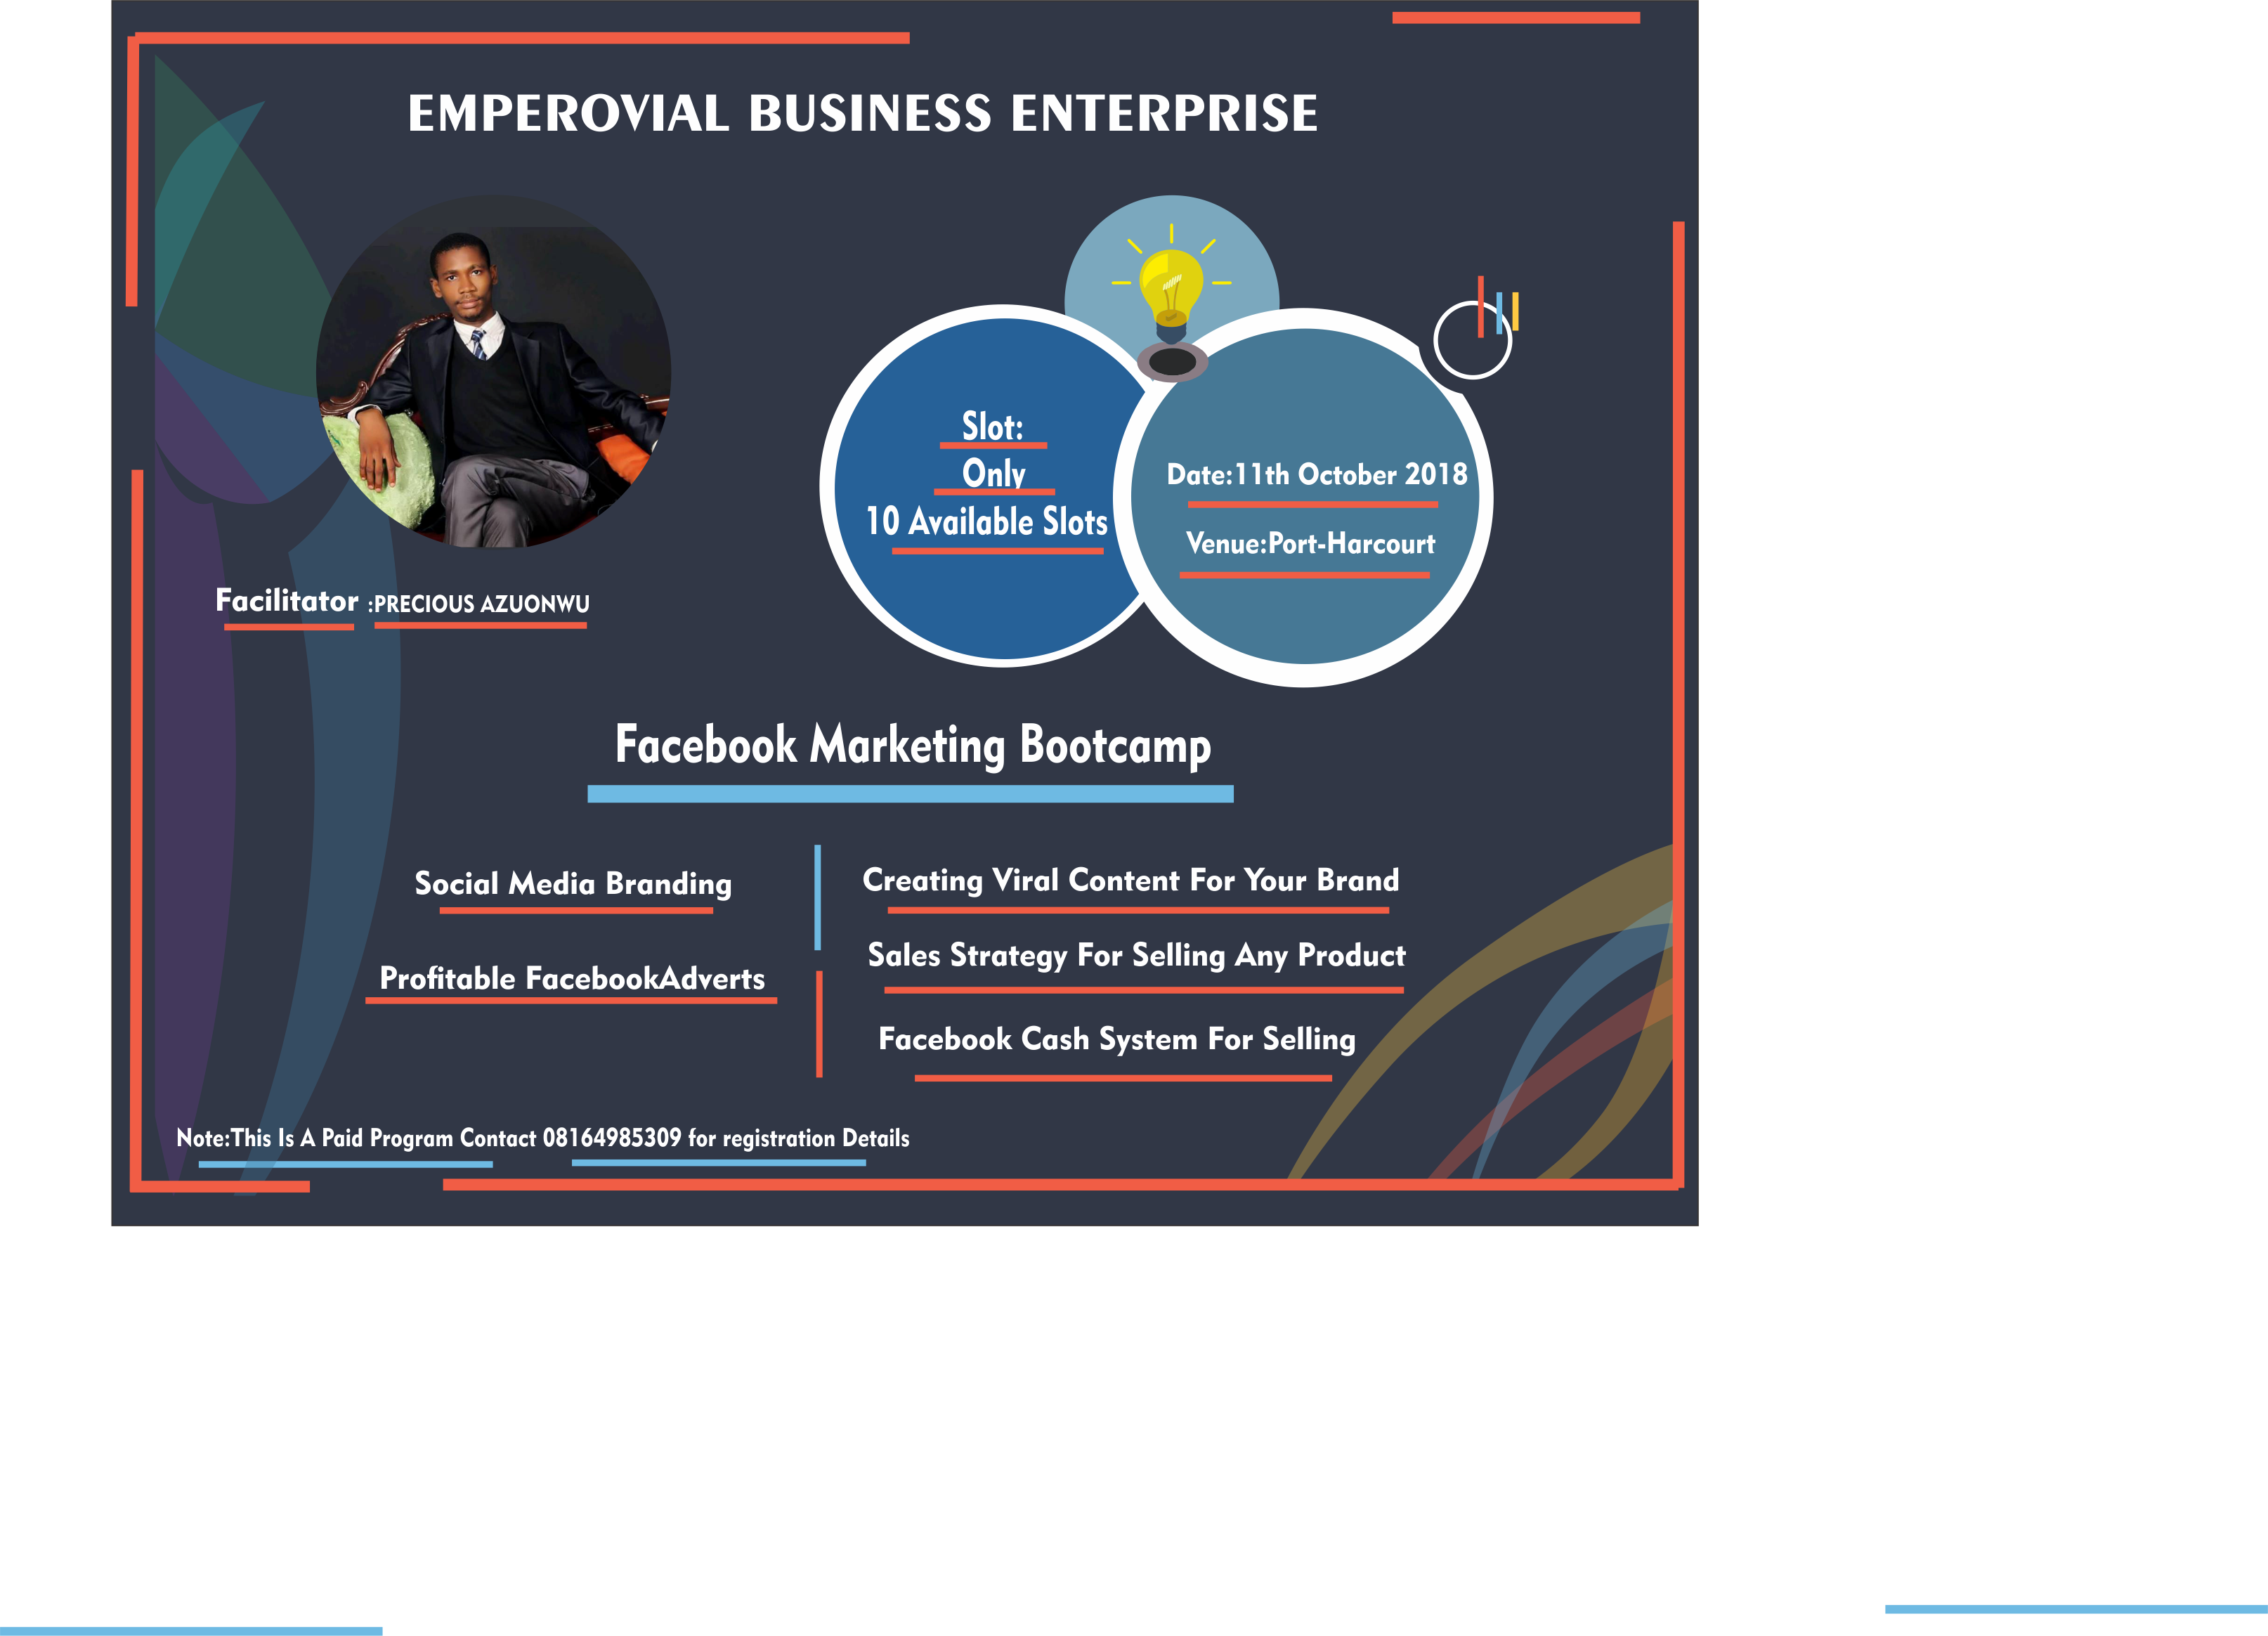 EMPEROVIAL BUSINESS ENTERPRISE
Slot:
Only
10 Available Slots
Date:11th October 2018
Venue:Port-Harcourt
Facilitator :PRECIOUS AZUONWU
Facebook Marketing Bootcamp
Social Media Branding
Profitable FacebookAdverts
Creating Viral Content For Your Brand
Sales Strategy For Selling Any Product
Facebook Cash System For Selling
Note:This Is A Paid Program Contact 08164985309 for registration Details